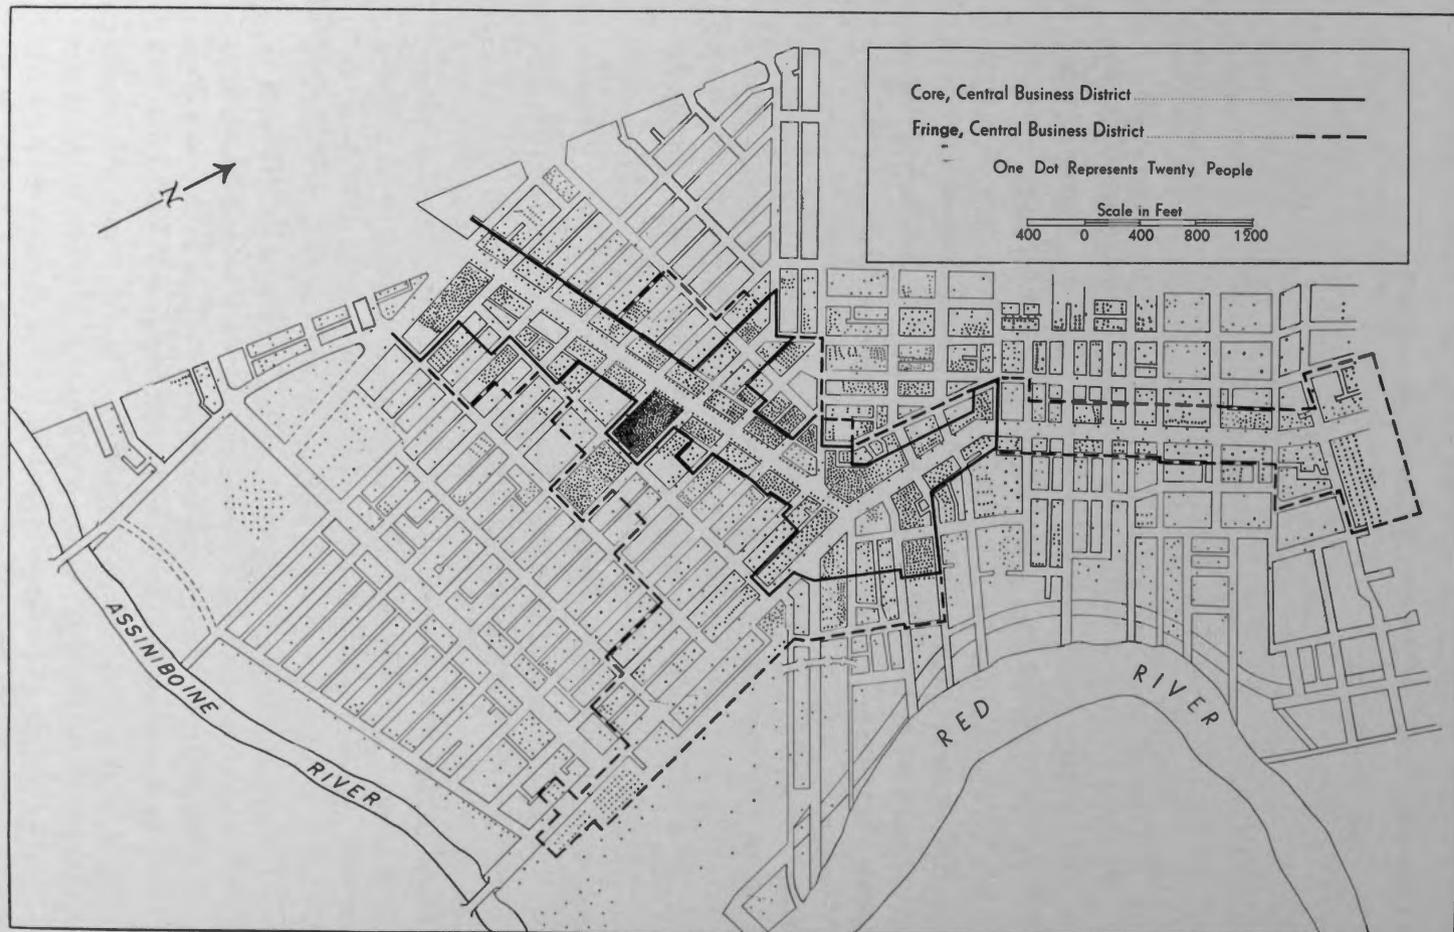 Core, Central Business District
Fringe, Central Business District
One Dot Represents Twenty People
Scale in Feet
400 0 400 800 1200
N
ASSINIBOINE
RIVER
RED
RIVER